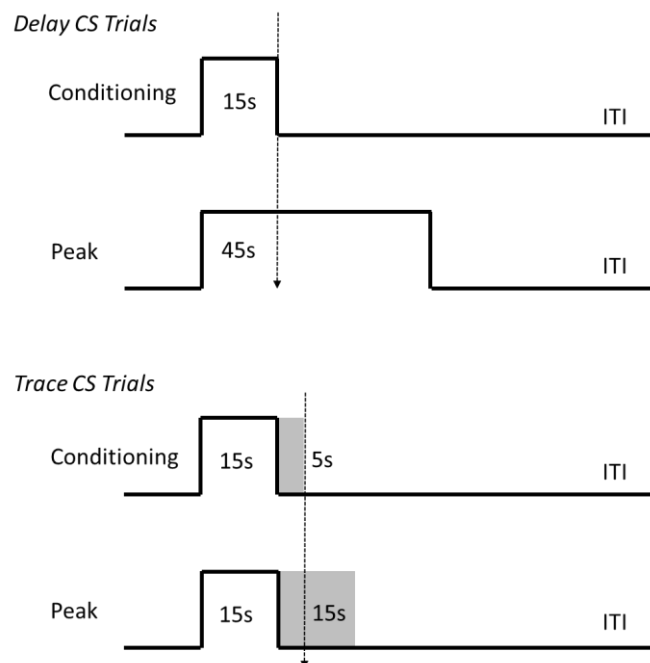 Delay CS Trials
Conditioning 15s ITI
Peak 45s ITI
Trace CS Trials
Conditioning 15s 5s ITI
Peak 15s 15s ITI